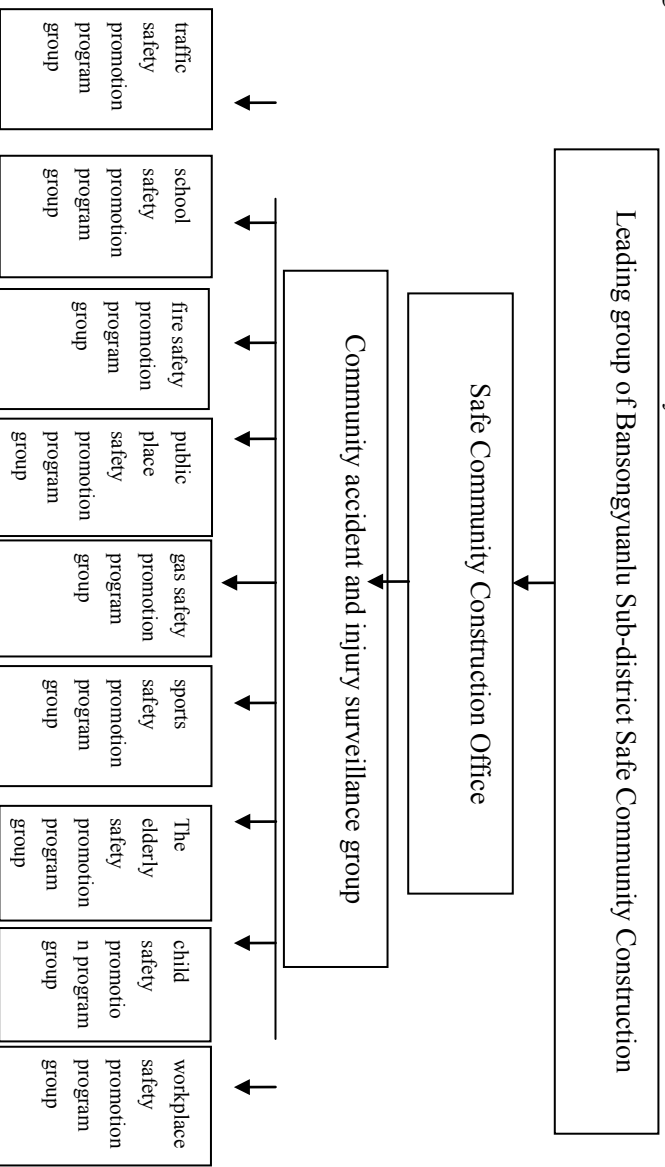 Leading group of Bansongyuanlu Sub-district Safe Community Construction
Safe Community Construction Office
Community accident and injury surveillance group
traffic
safety
promotion
program
group
school
safety
promotion
program
group
fire safety
promotion
program
group
public
place
safety
promotion
program
group
gas safety
promotion
program
group
sports
safety
promotion
program
group
The
elderly
safety
promotion
program
group
child
safety
promotio
n program
group
workplace
safety
promotion
program
group